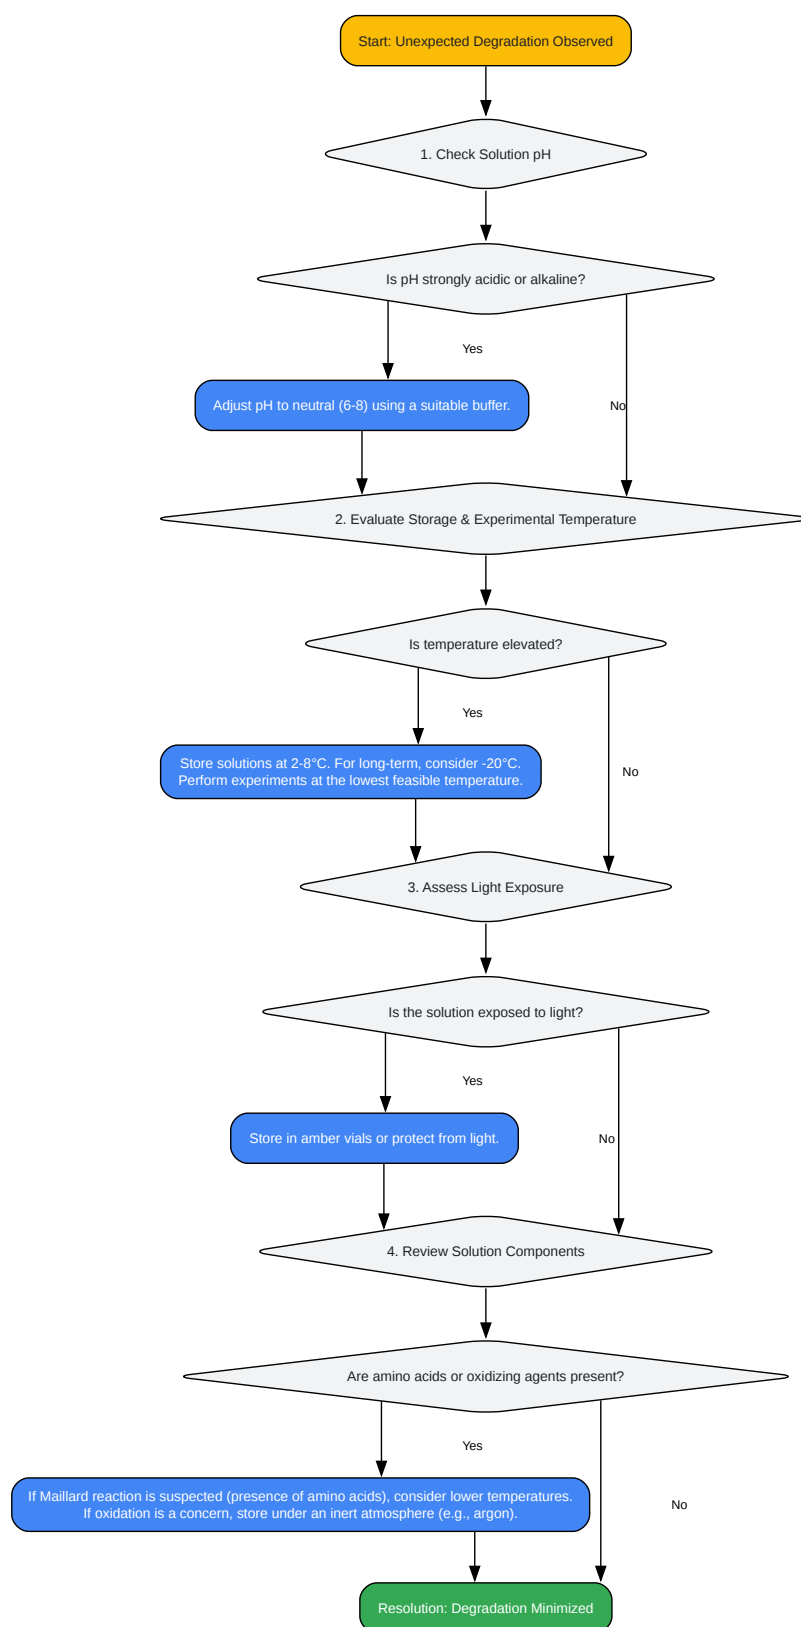 Start: Unexpected Degradation Observed
1. Check Solution pH
Is pH strongly acidic or alkaline?
Yes
Adjust pH to neutral (6-8) using a suitable buffer.
No
2. Evaluate Storage & Experimental Temperature
Is temperature elevated?
Yes
Store solutions at 2-8°C. For long-term, consider -20°C.
Perform experiments at the lowest feasible temperature.
No
3. Assess Light Exposure
Is the solution exposed to light?
Yes
Store in amber vials or protect from light.
No
4. Review Solution Components
Are amino acids or oxidizing agents present?
Yes
If Maillard reaction is suspected (presence of amino acids), consider lower temperatures.
If oxidation is a concern, store under an inert atmosphere (e.g., argon).
No
Resolution: Degradation Minimized